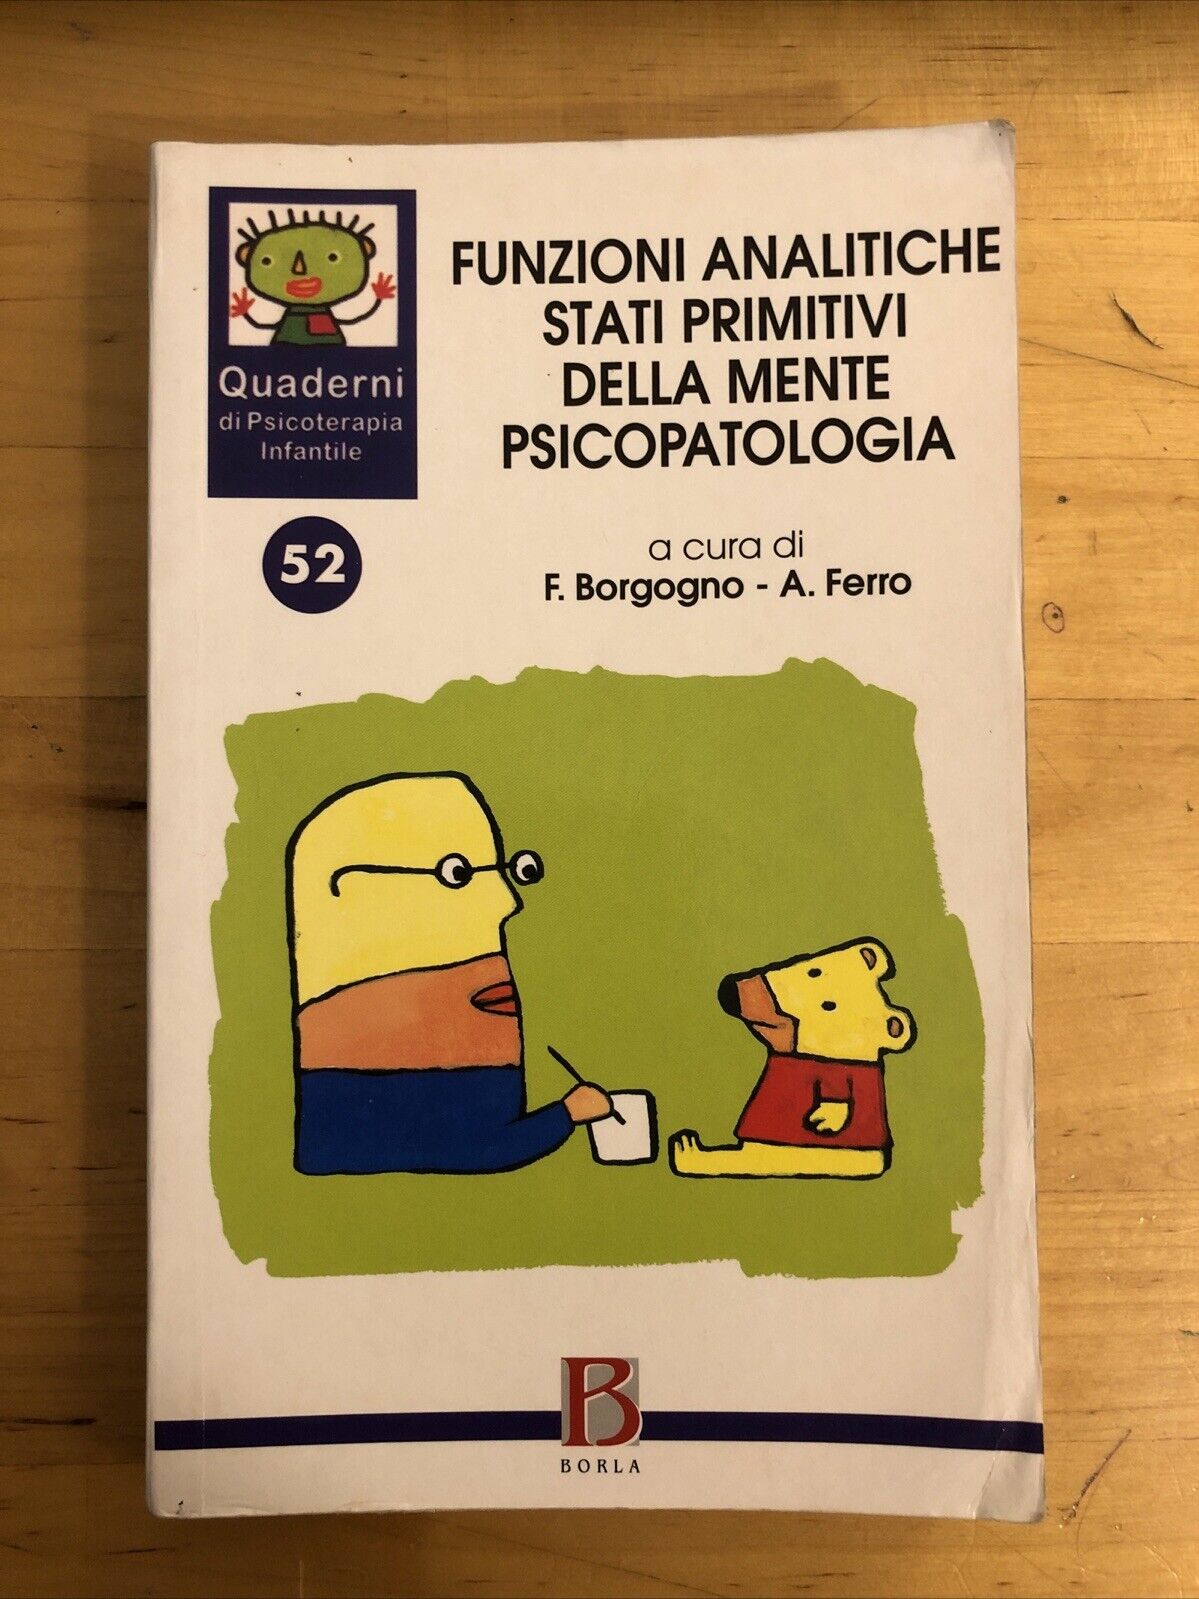 Quaderni
di Psicoterapia
Infantile
52
FUNZIONI ANALITICHE
STATI PRIMITIVI
DELLA MENTE
PSICOPATOLOGIA
a cura di
F. Borgogno - A. Ferro
B
BORLA